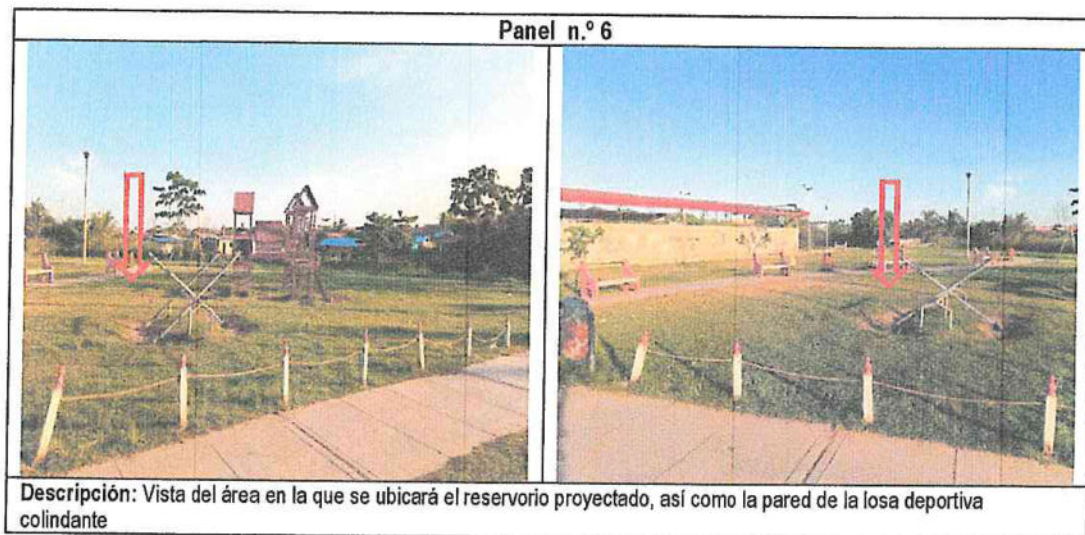 Panel n.º 6
Descripción: Vista del área en la que se ubicará el reservorio proyectado, así como la pared de la losa deportiva
colindante